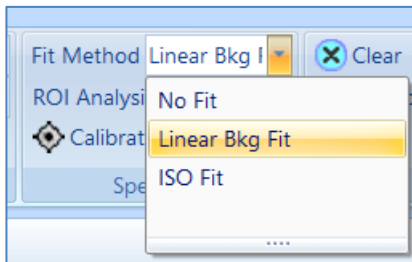 Fit Method Linear Bkg F Clear
ROI Analysi No Fit
Calibrat Linear Bkg Fit
Spe ISO Fit